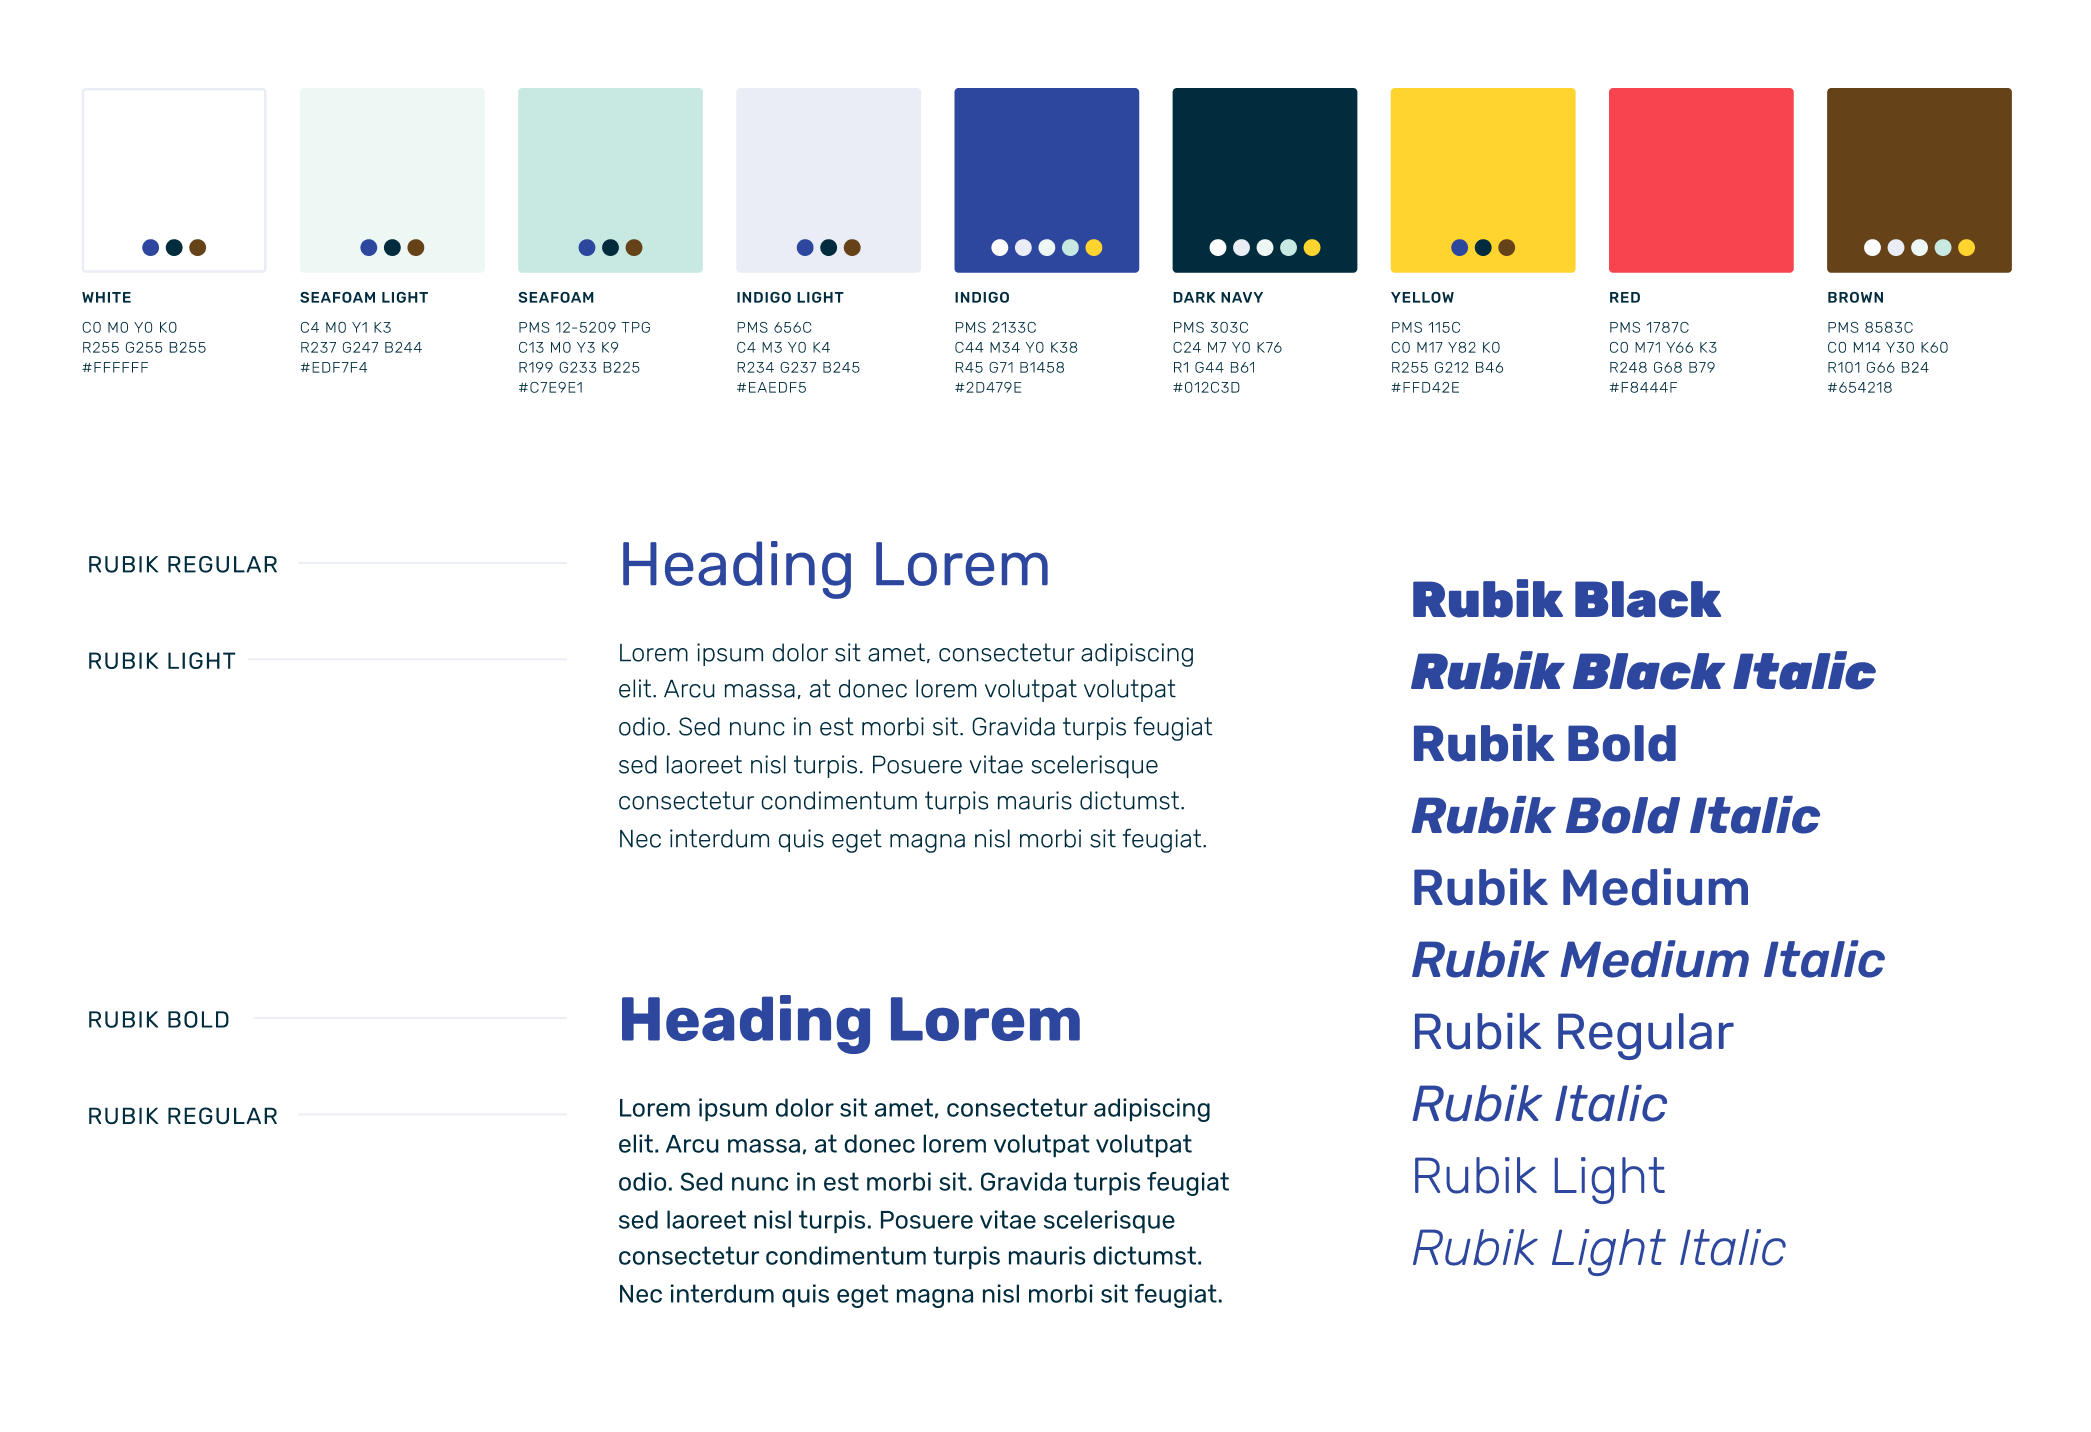 WHITE
C0 M0 Y0 K0
R255 G255 B255
#FFFFFF
SEAFOAM LIGHT
C4 M0 Y1 K3
R237 G247 B244
#EDF7F4
SEAFOAM
PMS 12-5209 TPG
C13 M0 Y3 K9
R199 G233 B225
#C7E9E1
INDIGO LIGHT
PMS 656C
C4 M3 Y0 K4
R234 G237 B245
#EAEDF5
INDIGO
PMS 2133C
C44 M34 Y0 K38
R45 G71 B1458
#2D479E
DARK NAVY
PMS 303C
C24 M7 Y0 K76
R1 G44 B61
#012C3D
YELLOW
PMS 115C
C0 M17 Y82 K0
R255 G212 B46
#FFD42E
RED
PMS 1787C
C0 M71 Y66 K3
R248 G68 B79
#F8444F
BROWN
PMS 8583C
C0 M14 Y30 K60
R101 G66 B24
#654218
RUBIK REGULAR
Heading Lorem
RUBIK LIGHT
Lorem ipsum dolor sit amet, consectetur adipiscing
elit. Arcu massa, at donec lorem volutpat volutpat
odio. Sed nunc in est morbi sit. Gravida turpis feugiat
sed laoreet nisl turpis. Posuere vitae scelerisque
consectetur condimentum turpis mauris dictumst.
Nec interdum quis eget magna nisl morbi sit feugiat.
RUBIK BOLD
Heading Lorem
RUBIK REGULAR
Lorem ipsum dolor sit amet, consectetur adipiscing
elit. Arcu massa, at donec lorem volutpat volutpat
odio. Sed nunc in est morbi sit. Gravida turpis feugiat
sed laoreet nisl turpis. Posuere vitae scelerisque
consectetur condimentum turpis mauris dictumst.
Nec interdum quis eget magna nisl morbi sit feugiat.
Rubik Black
Rubik Black Italic
Rubik Bold
Rubik Bold Italic
Rubik Medium
Rubik Medium Italic
Rubik Regular
Rubik Italic
Rubik Light
Rubik Light Italic